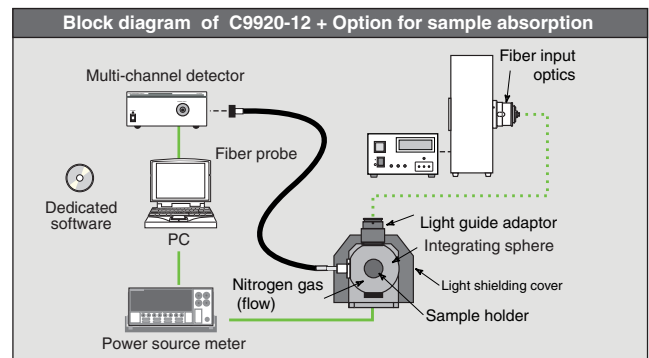 Block diagram of C9920-12 + Option for sample absorption
Fiber input
optics
Multi-channel detector
Fiber probe
Dedicated
software
PC
Light guide adaptor
Integrating sphere
Nitrogen gas
(flow)
Light shielding cover
Sample holder
Power source meter